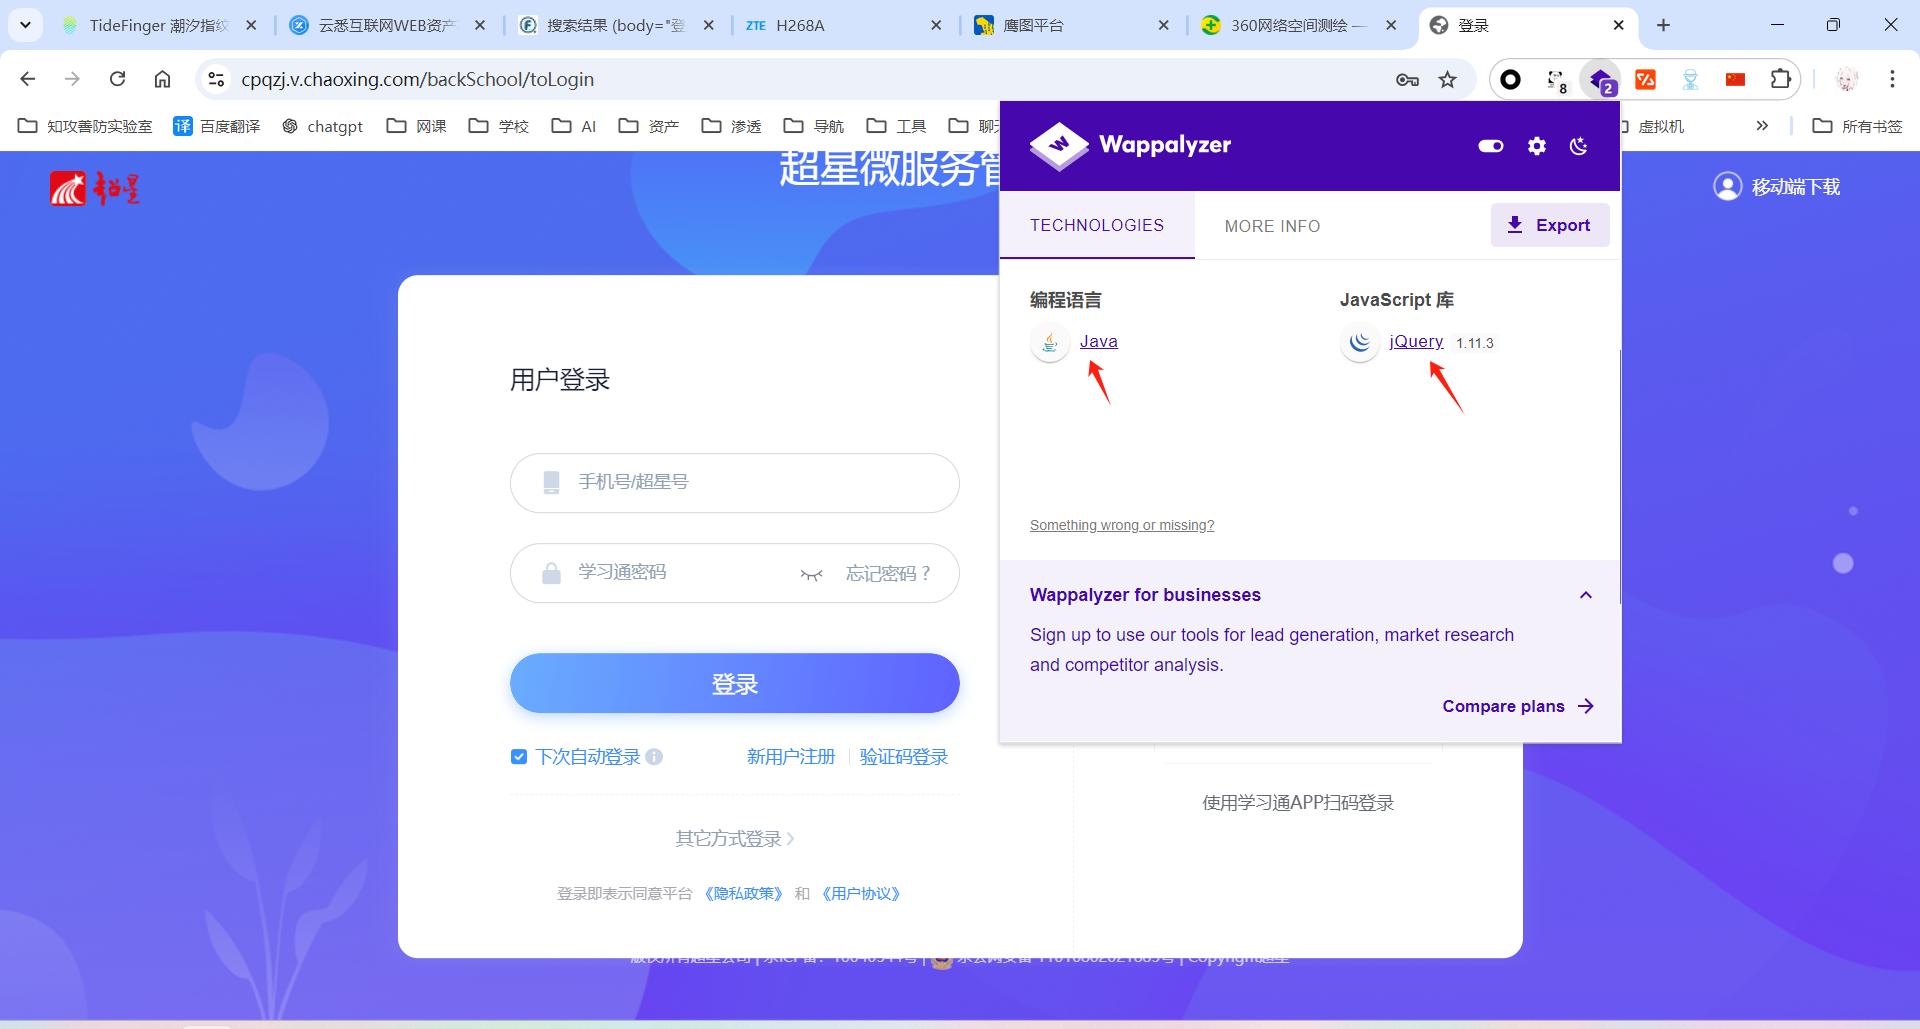 TideFinger 潮汐指纹
云悉互联网WEB资产
搜索结果 (body="登
ZTE H268A
鹰图平台
360网络空间测绘 —
登录
cpqzj.v.chaoxing.com/backSchool/toLogin
8
2
知攻善防实验室
译 百度翻译
chatgpt
网课
学校
AI
资产
渗透
导航
工具
虚拟机
所有书签
超星
超星微服务管
移动端下载
Wappalyzer
TECHNOLOGIES
MORE INFO
Export
编程语言
JavaScript 库
Java
jQuery 1.11.3
Something wrong or missing?
Wappalyzer for businesses
Sign up to use our tools for lead generation, market research
and competitor analysis.
Compare plans
用户登录
手机号/超星号
学习通密码
忘记密码？
登录
下次自动登录
新用户注册
验证码登录
使用学习通APP扫码登录
其它方式登录
登录即表示同意平台 《隐私政策》 和 《用户协议》